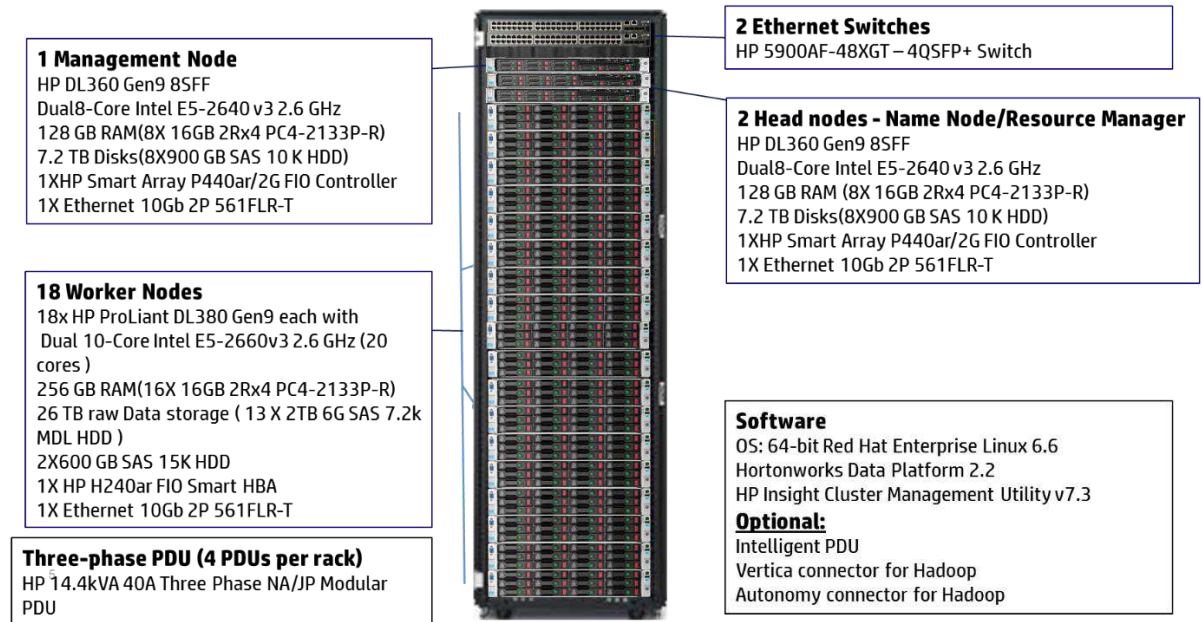 1 Management Node
HP DL360 Gen9 8SFF
Dual8-Core Intel E5-2640 v3 2.6 GHz
128 GB RAM(8X 16GB 2Rx4 PC4-2133P-R)
7.2 TB Disks(8X900 GB SAS 10 K HDD)
1XHP Smart Array P440ar/2G FIO Controller
1X Ethernet 10Gb 2P 561FLR-T
18 Worker Nodes
18x HP ProLiant DL380 Gen9 each with
Dual 10-Core Intel E5-2660v3 2.6 GHz (20
cores )
256 GB RAM(16X 16GB 2Rx4 PC4-2133P-R)
26 TB raw Data storage ( 13 X 2TB 6G SAS 7.2k
MDL HDD )
2X600 GB SAS 15K HDD
1X HP H240ar FIO Smart HBA
1X Ethernet 10Gb 2P 561FLR-T
Three-phase PDU (4 PDUs per rack)
5
HP 14.4kVA 40A Three Phase NA/JP Modular
PDU
2 Ethernet Switches
HP 5900AF-48XGT – 4QSFP+ Switch
2 Head nodes - Name Node/Resource Manager
HP DL360 Gen9 8SFF
Dual8-Core Intel E5-2640 v3 2.6 GHz
128 GB RAM (8X 16GB 2Rx4 PC4-2133P-R)
7.2 TB Disks(8X900 GB SAS 10 K HDD)
1XHP Smart Array P440ar/2G FIO Controller
1X Ethernet 10Gb 2P 561FLR-T
Software
OS: 64-bit Red Hat Enterprise Linux 6.6
Hortonworks Data Platform 2.2
HP Insight Cluster Management Utility v7.3
Optional:
Intelligent PDU
Vertica connector for Hadoop
Autonomy connector for Hadoop